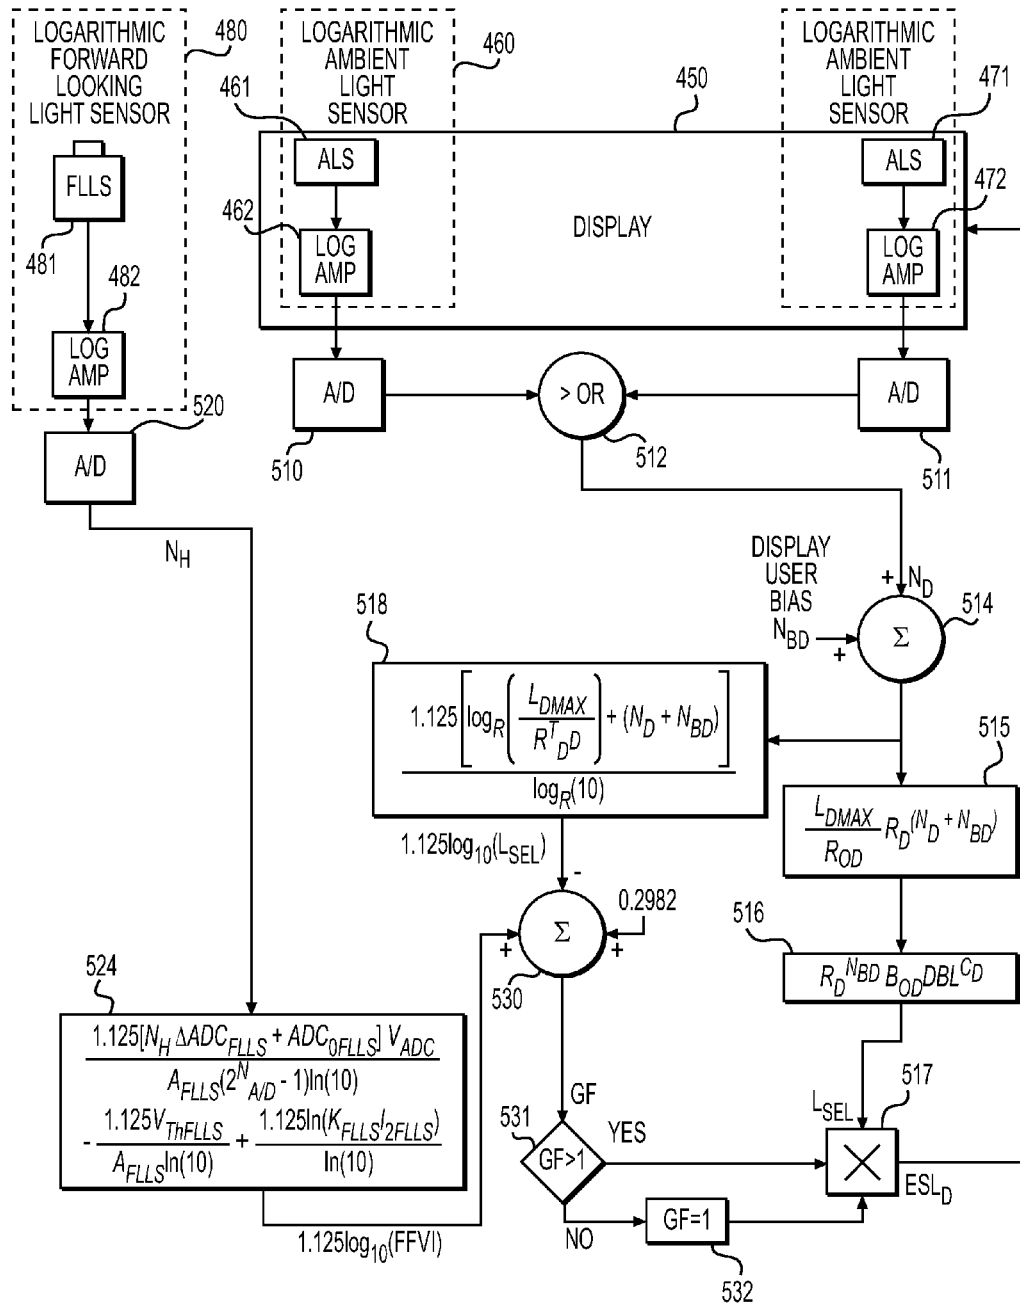 LOGARITHMIC
FORWARD
LOOKING
LIGHT SENSOR
480
LOGARITHMIC
AMBIENT
LIGHT
SENSOR
460
461
450
LOGARITHMIC
AMBIENT
LIGHT
SENSOR
471
FLLS
481
482
LOG
AMP
ALS
462
LOG
AMP
DISPLAY
ALS
472
LOG
AMP
A/D
520
A/D
510
> OR
512
A/D
511
N_H
DISPLAY
USER
BIAS
N_BD
+
+ N_D
Σ
514
518
1.125[log_R(L_DMAX/R^T_D D) + (N_D + N_BD)]
log_R(10)
515
L_DMAX/R_OD R_D^(N_D + N_BD)
1.125log_10(L_SEL)
-
Σ
0.2982
+
+
530
516
R_D^N_BD B_OD DBL^C_D
524
1.125[N_H ΔADC_FLLS + ADC_0FLLS] V_ADC
A_FLLS(2^N_A/D - 1)ln(10)
- 1.125V_ThFLLS/A_FLLS ln(10) + 1.125ln(K_FLLS I_2FLLS)/ln(10)
1.125log_10(FFVI)
GF
531
GF>1
YES
NO
GF=1
532
L_SEL
517
ESL_D